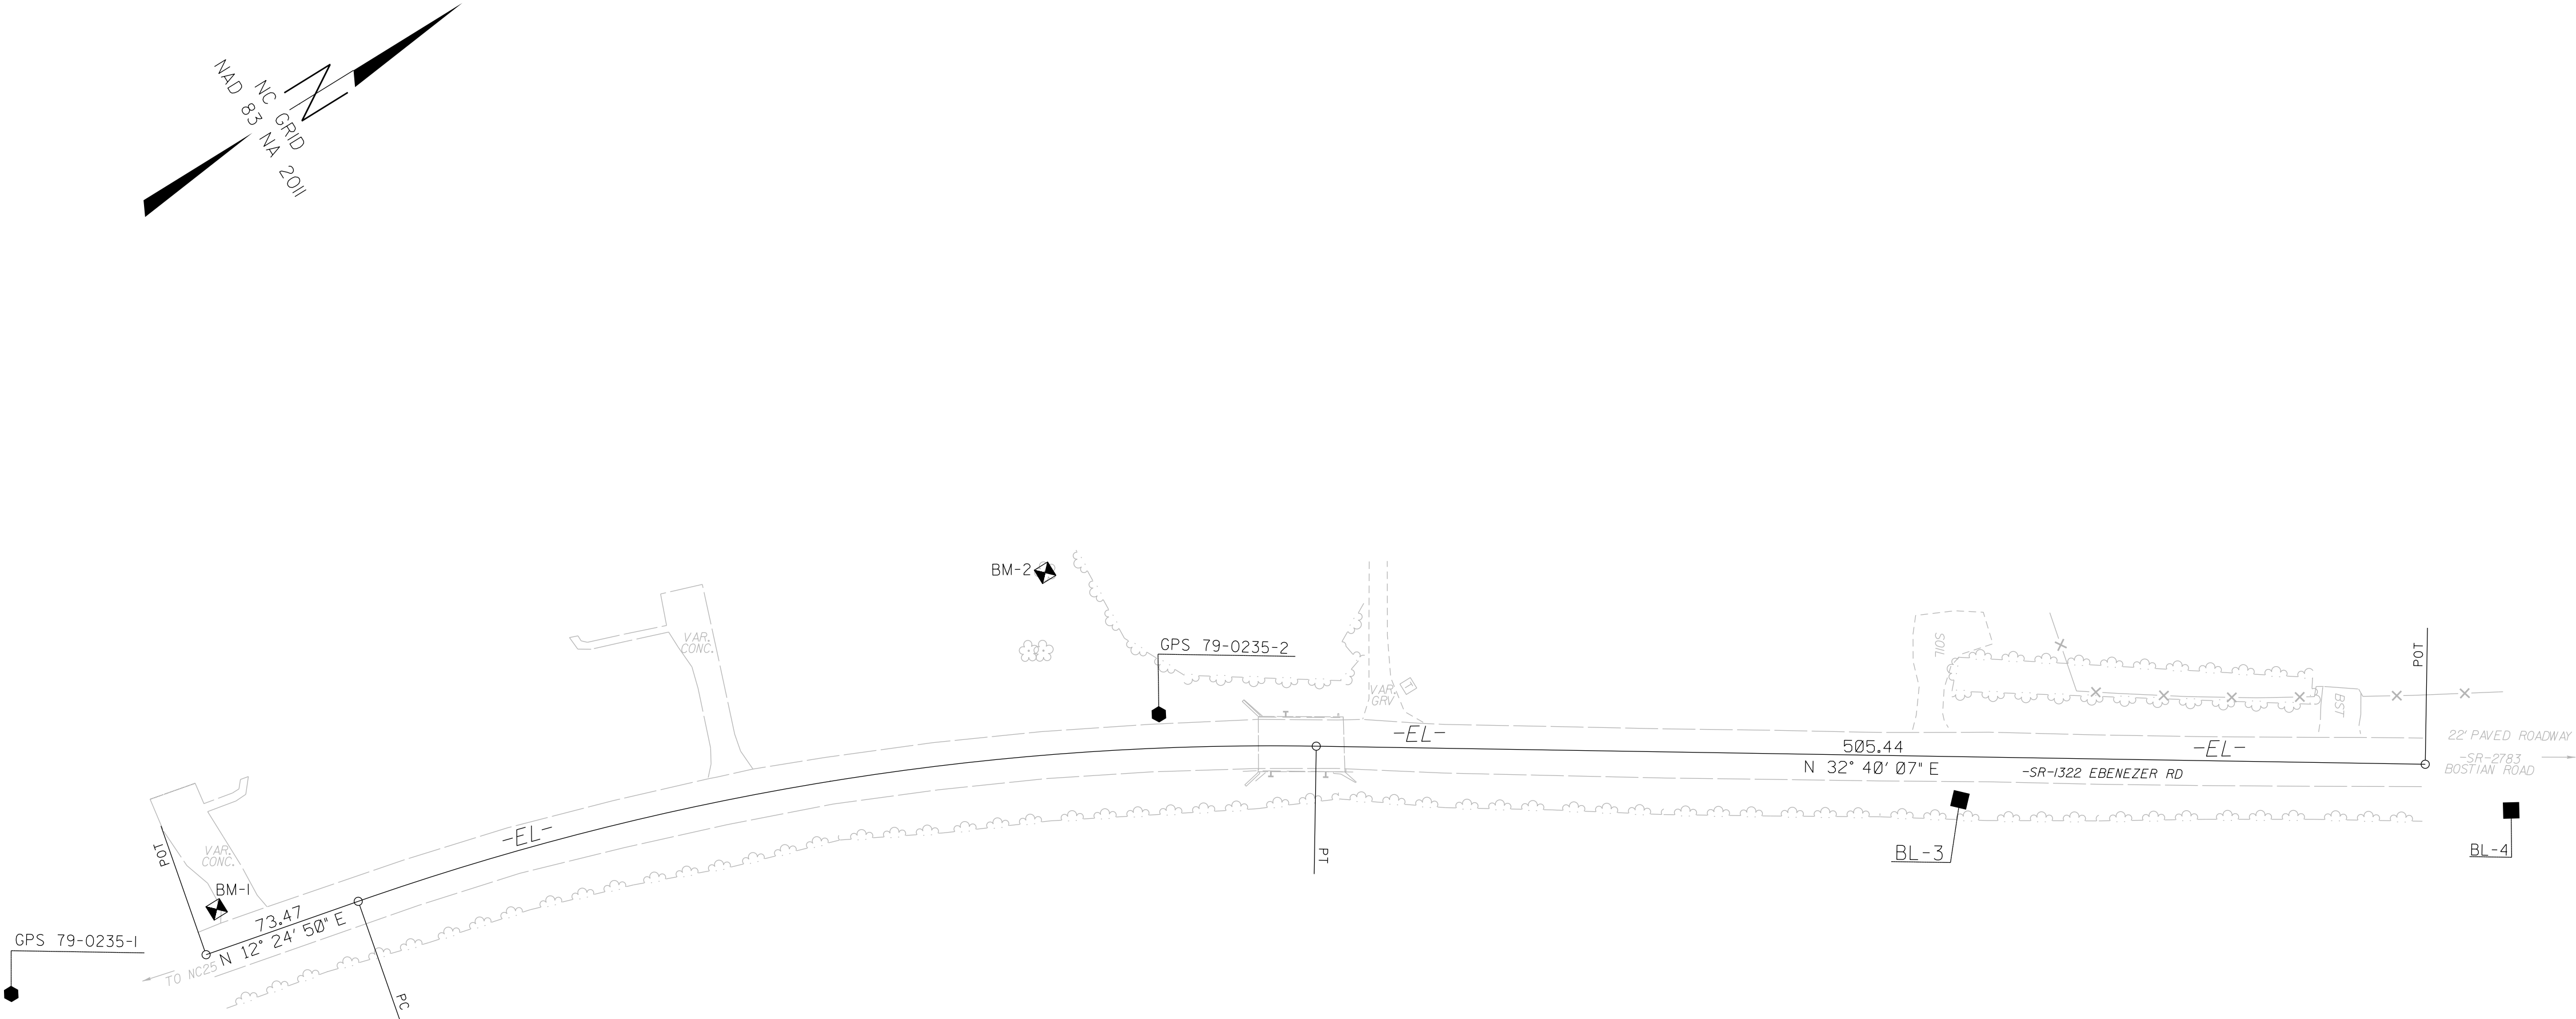 NC GRID
NAD 83 NA 2011
BM-2
GPS 79-0235-2
VAR.
CONC.
VAR.
GRV
T
SOIL
BST
POT
-EL-
505.44
N 32° 40' 07" E
-EL-
-SR-1322 EBENEZER RD
22' PAVED ROADWAY
-SR-2783
BOSTIAN ROAD
-EL-
POT
VAR.
CONC.
BM-1
73.47
N 12° 24' 50" E
PT
BL-3
BL-4
GPS 79-0235-1
TO NC25
PC